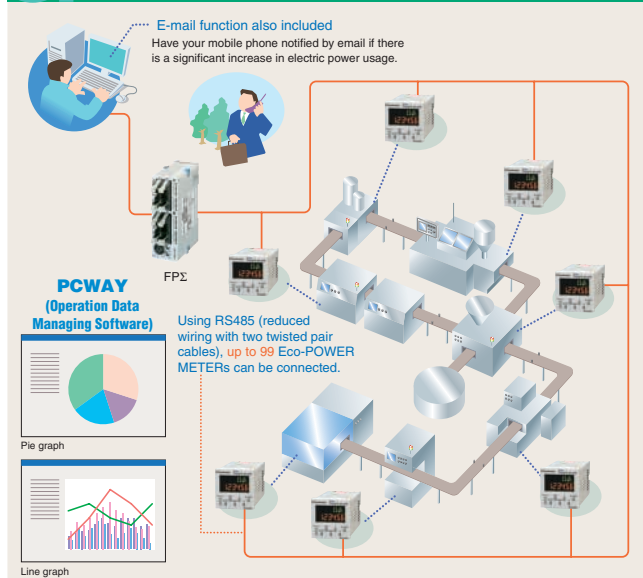 E-mail function also included
Have your mobile phone notified by email if there
is a significant increase in electric power usage.
FPΣ
PCWAY
(Operation Data
Managing Software)
Using RS485 (reduced
wiring with two twisted pair
cables), up to 99 Eco-POWER
METERs can be connected.
Pie graph
Line graph